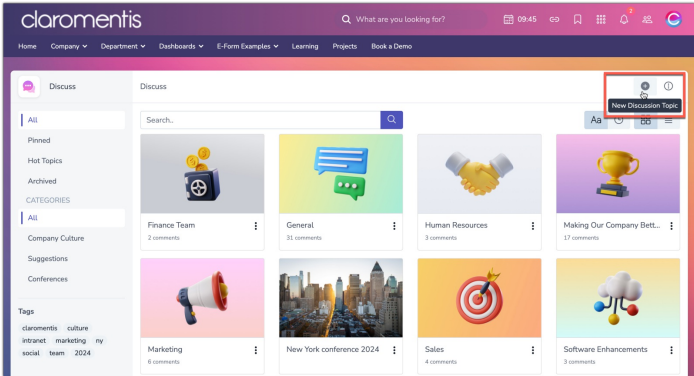 claromentis
What are you looking for?
09:45
3
Home Company Department Dashboards E-Form Examples Learning Projects Book a Demo
Discuss
Discuss
New Discussion Topic
All
Pinned
Hot Topics
Archived
CATEGORIES
All
Company Culture
Suggestions
Conferences
Tags
claromentis culture
intranet marketing ny
social team 2024
Search..
Aa
Finance Team
2 comments
General
31 comments
Human Resources
3 comments
Making Our Company Bett...
17 comments
Marketing
6 comments
New York conference 2024
Sales
4 comments
Software Enhancements
3 comments